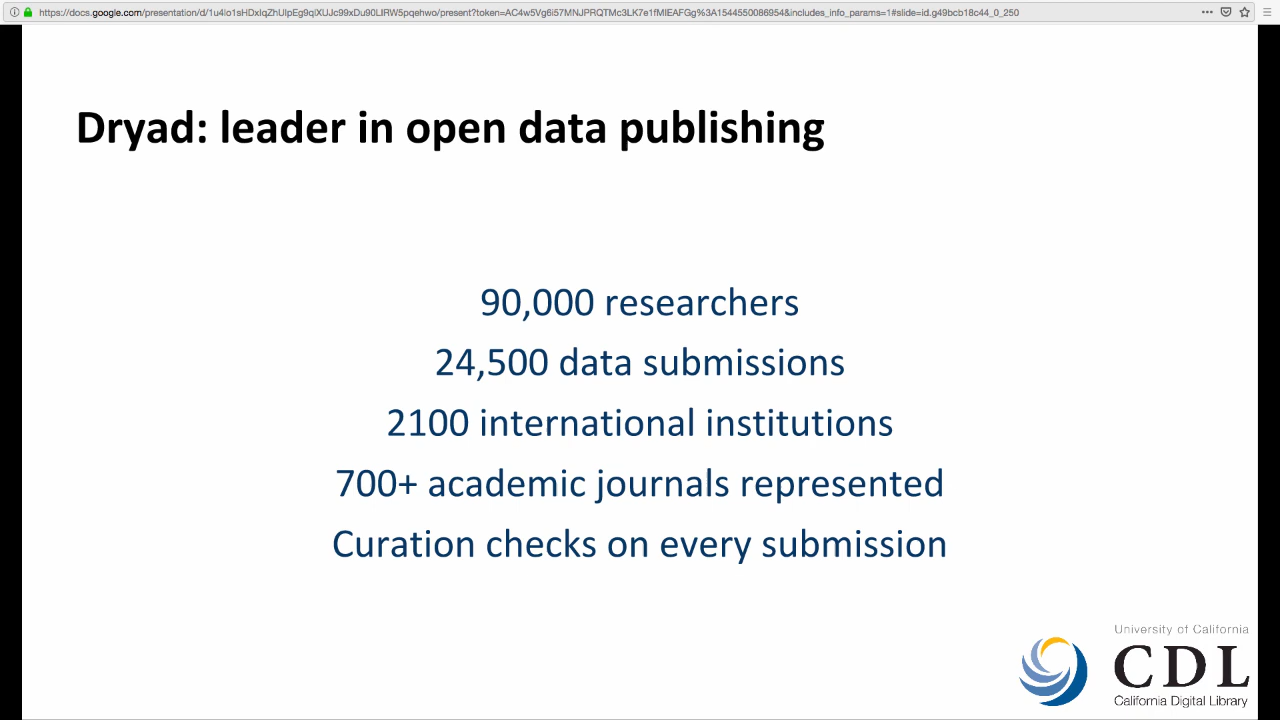 Dryad: leader in open data publishing
90,000 researchers
24,500 data submissions
2100 international institutions
700+ academic journals represented
Curation checks on every submission
University of California
CDL
California Digital Library